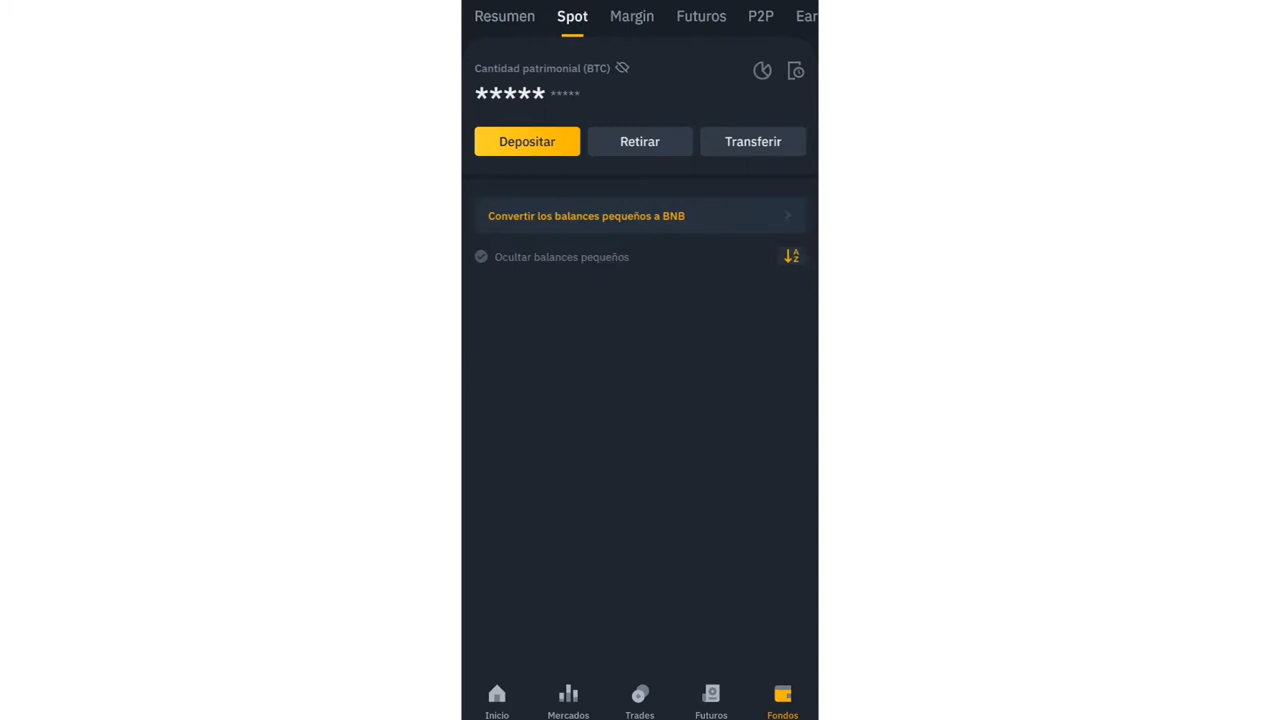 Resumen Spot Margin Futuros P2P Ear
Cantidad patrimonial (BTC)
***** *****
Depositar Retirar Transferir
Convertir los balances pequeños a BNB
Ocultar balances pequeños
A
Z
Inicio Mercados Trades Futuros Fondos